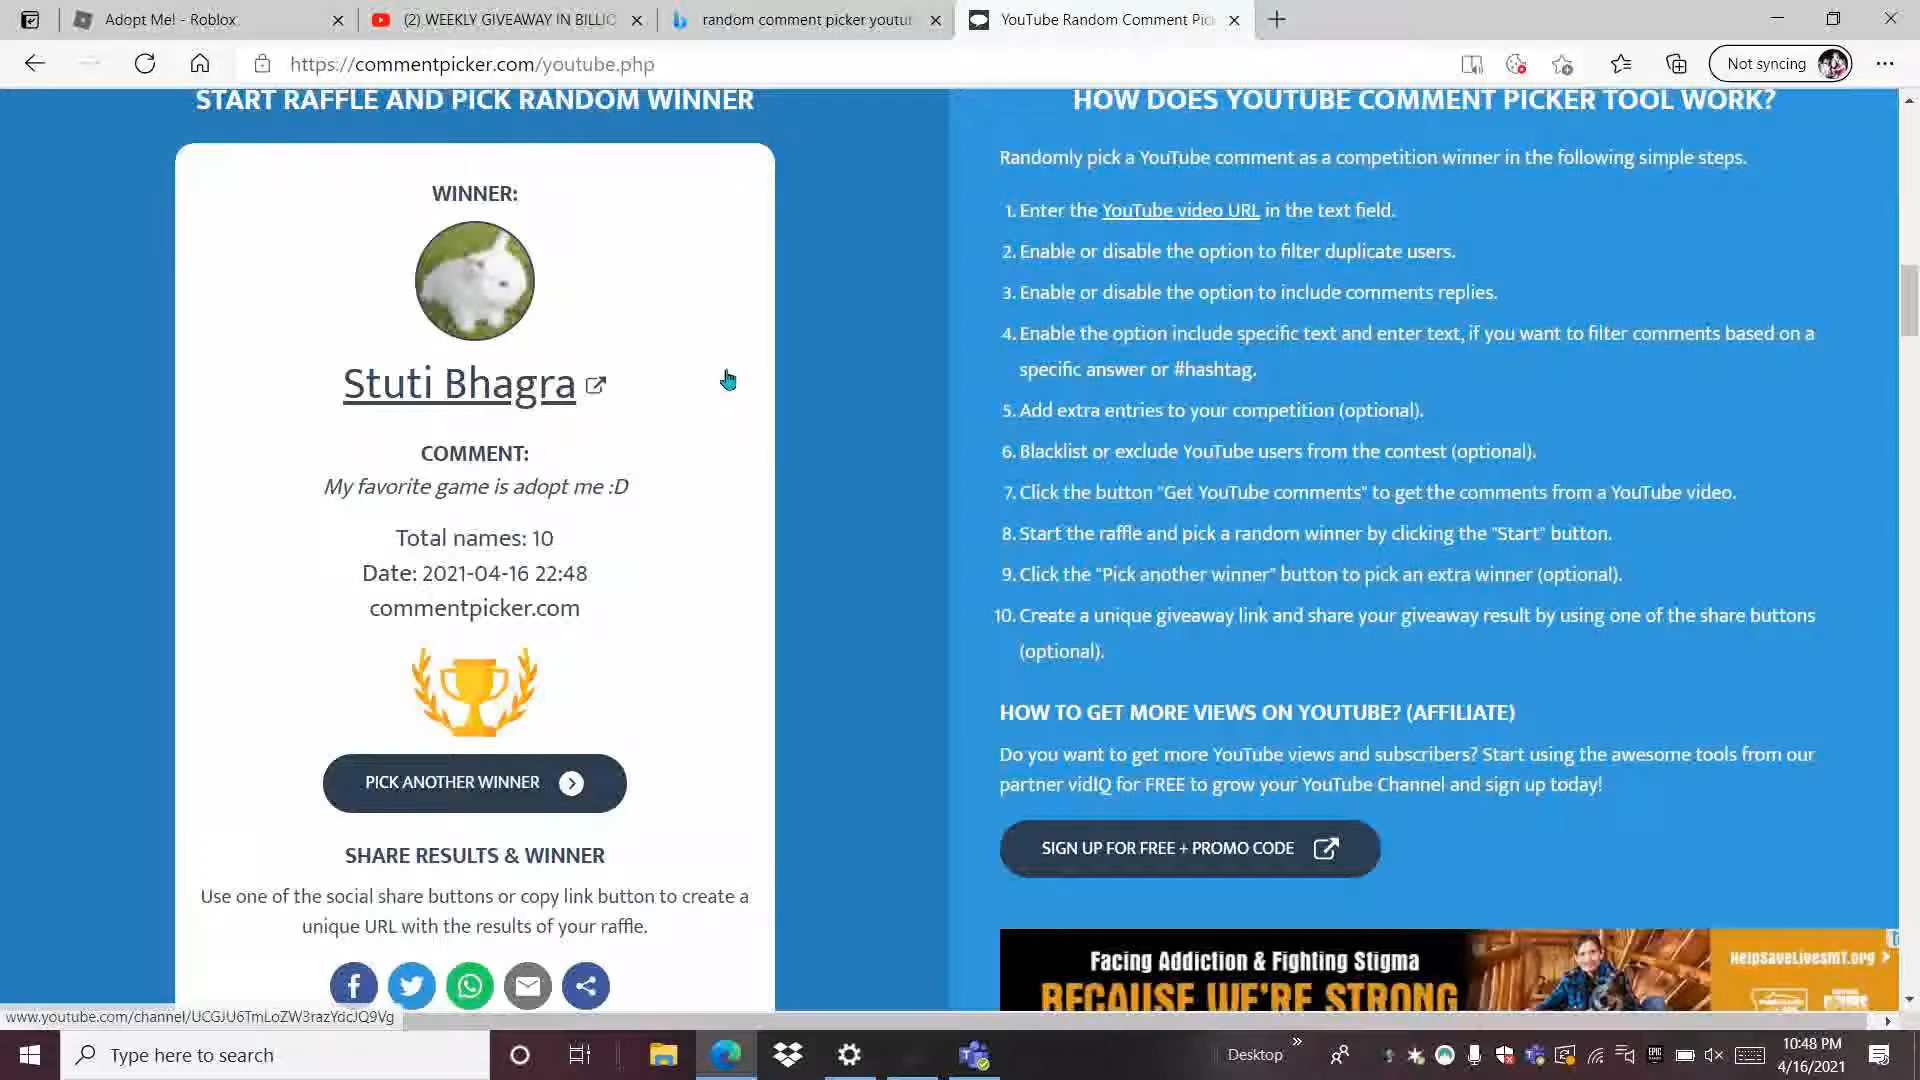 Adopt Me! - Roblox
(2) WEEKLY GIVEAWAY IN BILLIO
random comment picker youtu
YouTube Random Comment Pic
https://commentpicker.com/youtube.php
Not syncing
START RAFFLE AND PICK RANDOM WINNER
WINNER:
Stuti Bhagra
COMMENT:
My favorite game is adopt me :D
Total names: 10
Date: 2021-04-16 22:48
commentpicker.com
PICK ANOTHER WINNER
SHARE RESULTS & WINNER
Use one of the social share buttons or copy link button to create a
unique URL with the results of your raffle.
HOW DOES YOUTUBE COMMENT PICKER TOOL WORK?
Randomly pick a YouTube comment as a competition winner in the following simple steps.
1. Enter the YouTube video URL in the text field.
2. Enable or disable the option to filter duplicate users.
3. Enable or disable the option to include comments replies.
4. Enable the option include specific text and enter text, if you want to filter comments based on a
specific answer or #hashtag.
5. Add extra entries to your competition (optional).
6. Blacklist or exclude YouTube users from the contest (optional).
7. Click the button "Get YouTube comments" to get the comments from a YouTube video.
8. Start the raffle and pick a random winner by clicking the "Start" button.
9. Click the "Pick another winner" button to pick an extra winner (optional).
10. Create a unique giveaway link and share your giveaway result by using one of the share buttons
(optional).
HOW TO GET MORE VIEWS ON YOUTUBE? (AFFILIATE)
Do you want to get more YouTube views and subscribers? Start using the awesome tools from our
partner vidIQ for FREE to grow your YouTube Channel and sign up today!
SIGN UP FOR FREE + PROMO CODE
Facing Addiction & Fighting Stigma
BECAUSE WE'RE STRONG
HelpSaveLivesMT.org
www.youtube.com/channel/UCGJU6TmLoZW3razYdcJQ9Vg
Type here to search
Desktop
10:48 PM
4/16/2021